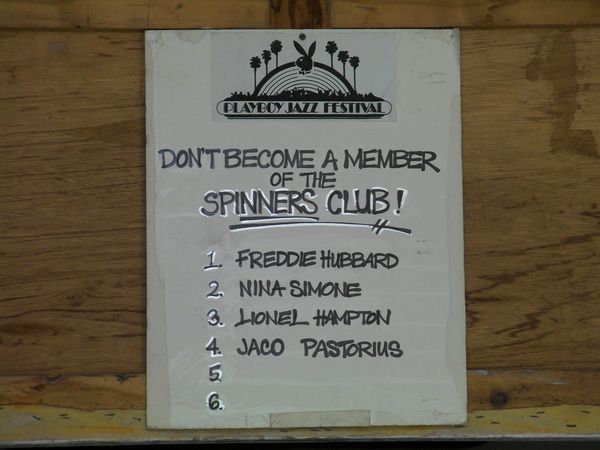 PLAYBOY JAZZ FESTIVAL
DON'T BECOME A MEMBER
OF THE
SPINNERS CLUB!
1. FREDDIE HUBBARD
2. NINA SIMONE
3. LIONEL HAMPTON
4. JACO PASTORIUS
5.
6.